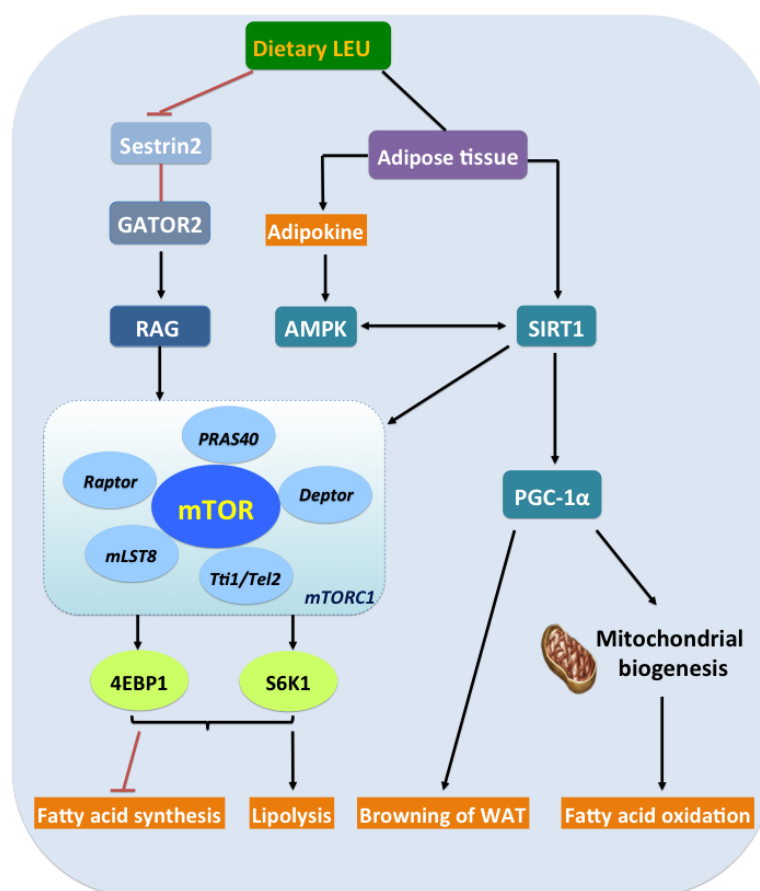 Dietary LEU
Sestrin2
Adipose tissue
GATOR2
Adipokine
RAG
AMPK
SIRT1
PRAS40
Raptor
Deptor
mTOR
PGC-1α
mLST8
Tti1/Tel2
mTORC1
Mitochondrial
biogenesis
4EBP1
S6K1
Fatty acid synthesis
Lipolysis
Browning of WAT
Fatty acid oxidation